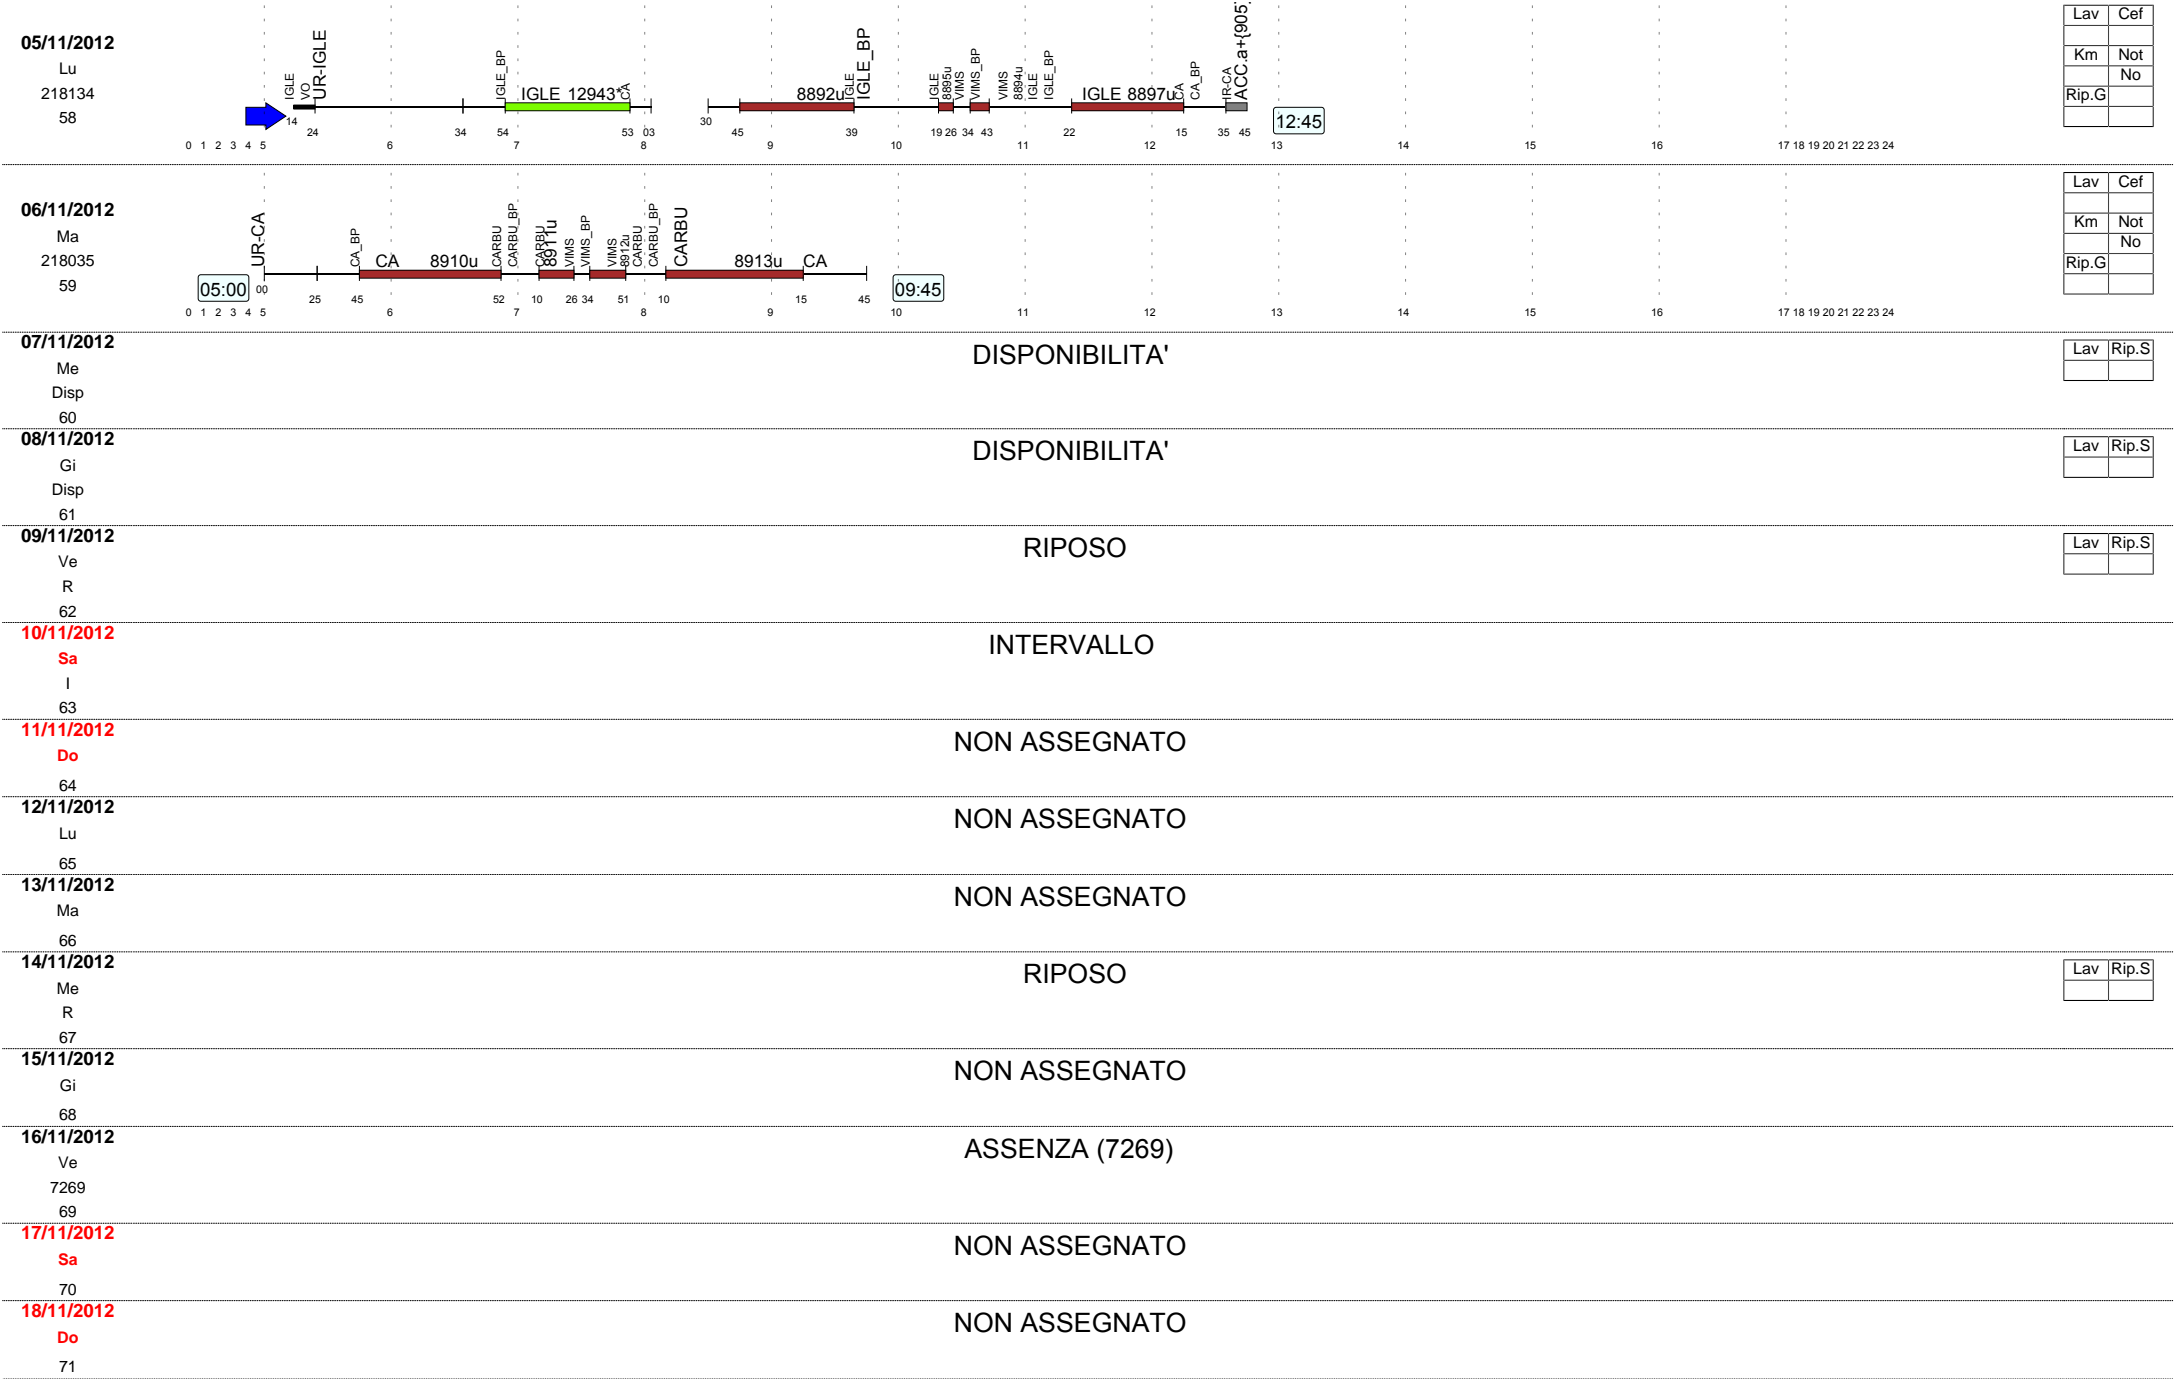 05/11/2012
Lu
218134
58
IGLE
VO
UR-IGLE
IGLE_BP
IGLE 12943*
CA
8892u
IGLE
IGLE_BP
IGLE
8895u
VIMS
VIMS_BP
VIMS
8894u
IGLE
IGLE_BP
IGLE 8897u
CA
CA_BP
ACC.a+{905
14 24 34 54 53 03 30 45 39 19 26 34 43 22 15 35 45
12:45
0 1 2 3 4 5 6 7 8 9 10 11 12 13 14 15 16 17 18 19 20 21 22 23 24
Lav Cef
Km Not
No
Rip.G
06/11/2012
Ma
218035
59
05:00
UR-CA
CA_BP
CA 8910u
CARBU
CARBU_BP
CARBU
8911u
VIMS
VIMS_BP
VIMS
8912u
CARBU
CARBU_BP
CARBU
8913u CA
00 25 45 52 10 26 34 51 10 15 45
09:45
0 1 2 3 4 5 6 7 8 9 10 11 12 13 14 15 16 17 18 19 20 21 22 23 24
Lav Cef
Km Not
No
Rip.G
07/11/2012
Me
Disp
60
DISPONIBILITA'
Lav Rip.S
08/11/2012
Gi
Disp
61
DISPONIBILITA'
Lav Rip.S
09/11/2012
Ve
R
62
RIPOSO
Lav Rip.S
10/11/2012
Sa
I
63
INTERVALLO
11/11/2012
Do
64
NON ASSEGNATO
12/11/2012
Lu
65
NON ASSEGNATO
13/11/2012
Ma
66
NON ASSEGNATO
14/11/2012
Me
R
67
RIPOSO
Lav Rip.S
15/11/2012
Gi
68
NON ASSEGNATO
16/11/2012
Ve
7269
69
ASSENZA (7269)
17/11/2012
Sa
70
NON ASSEGNATO
18/11/2012
Do
71
NON ASSEGNATO